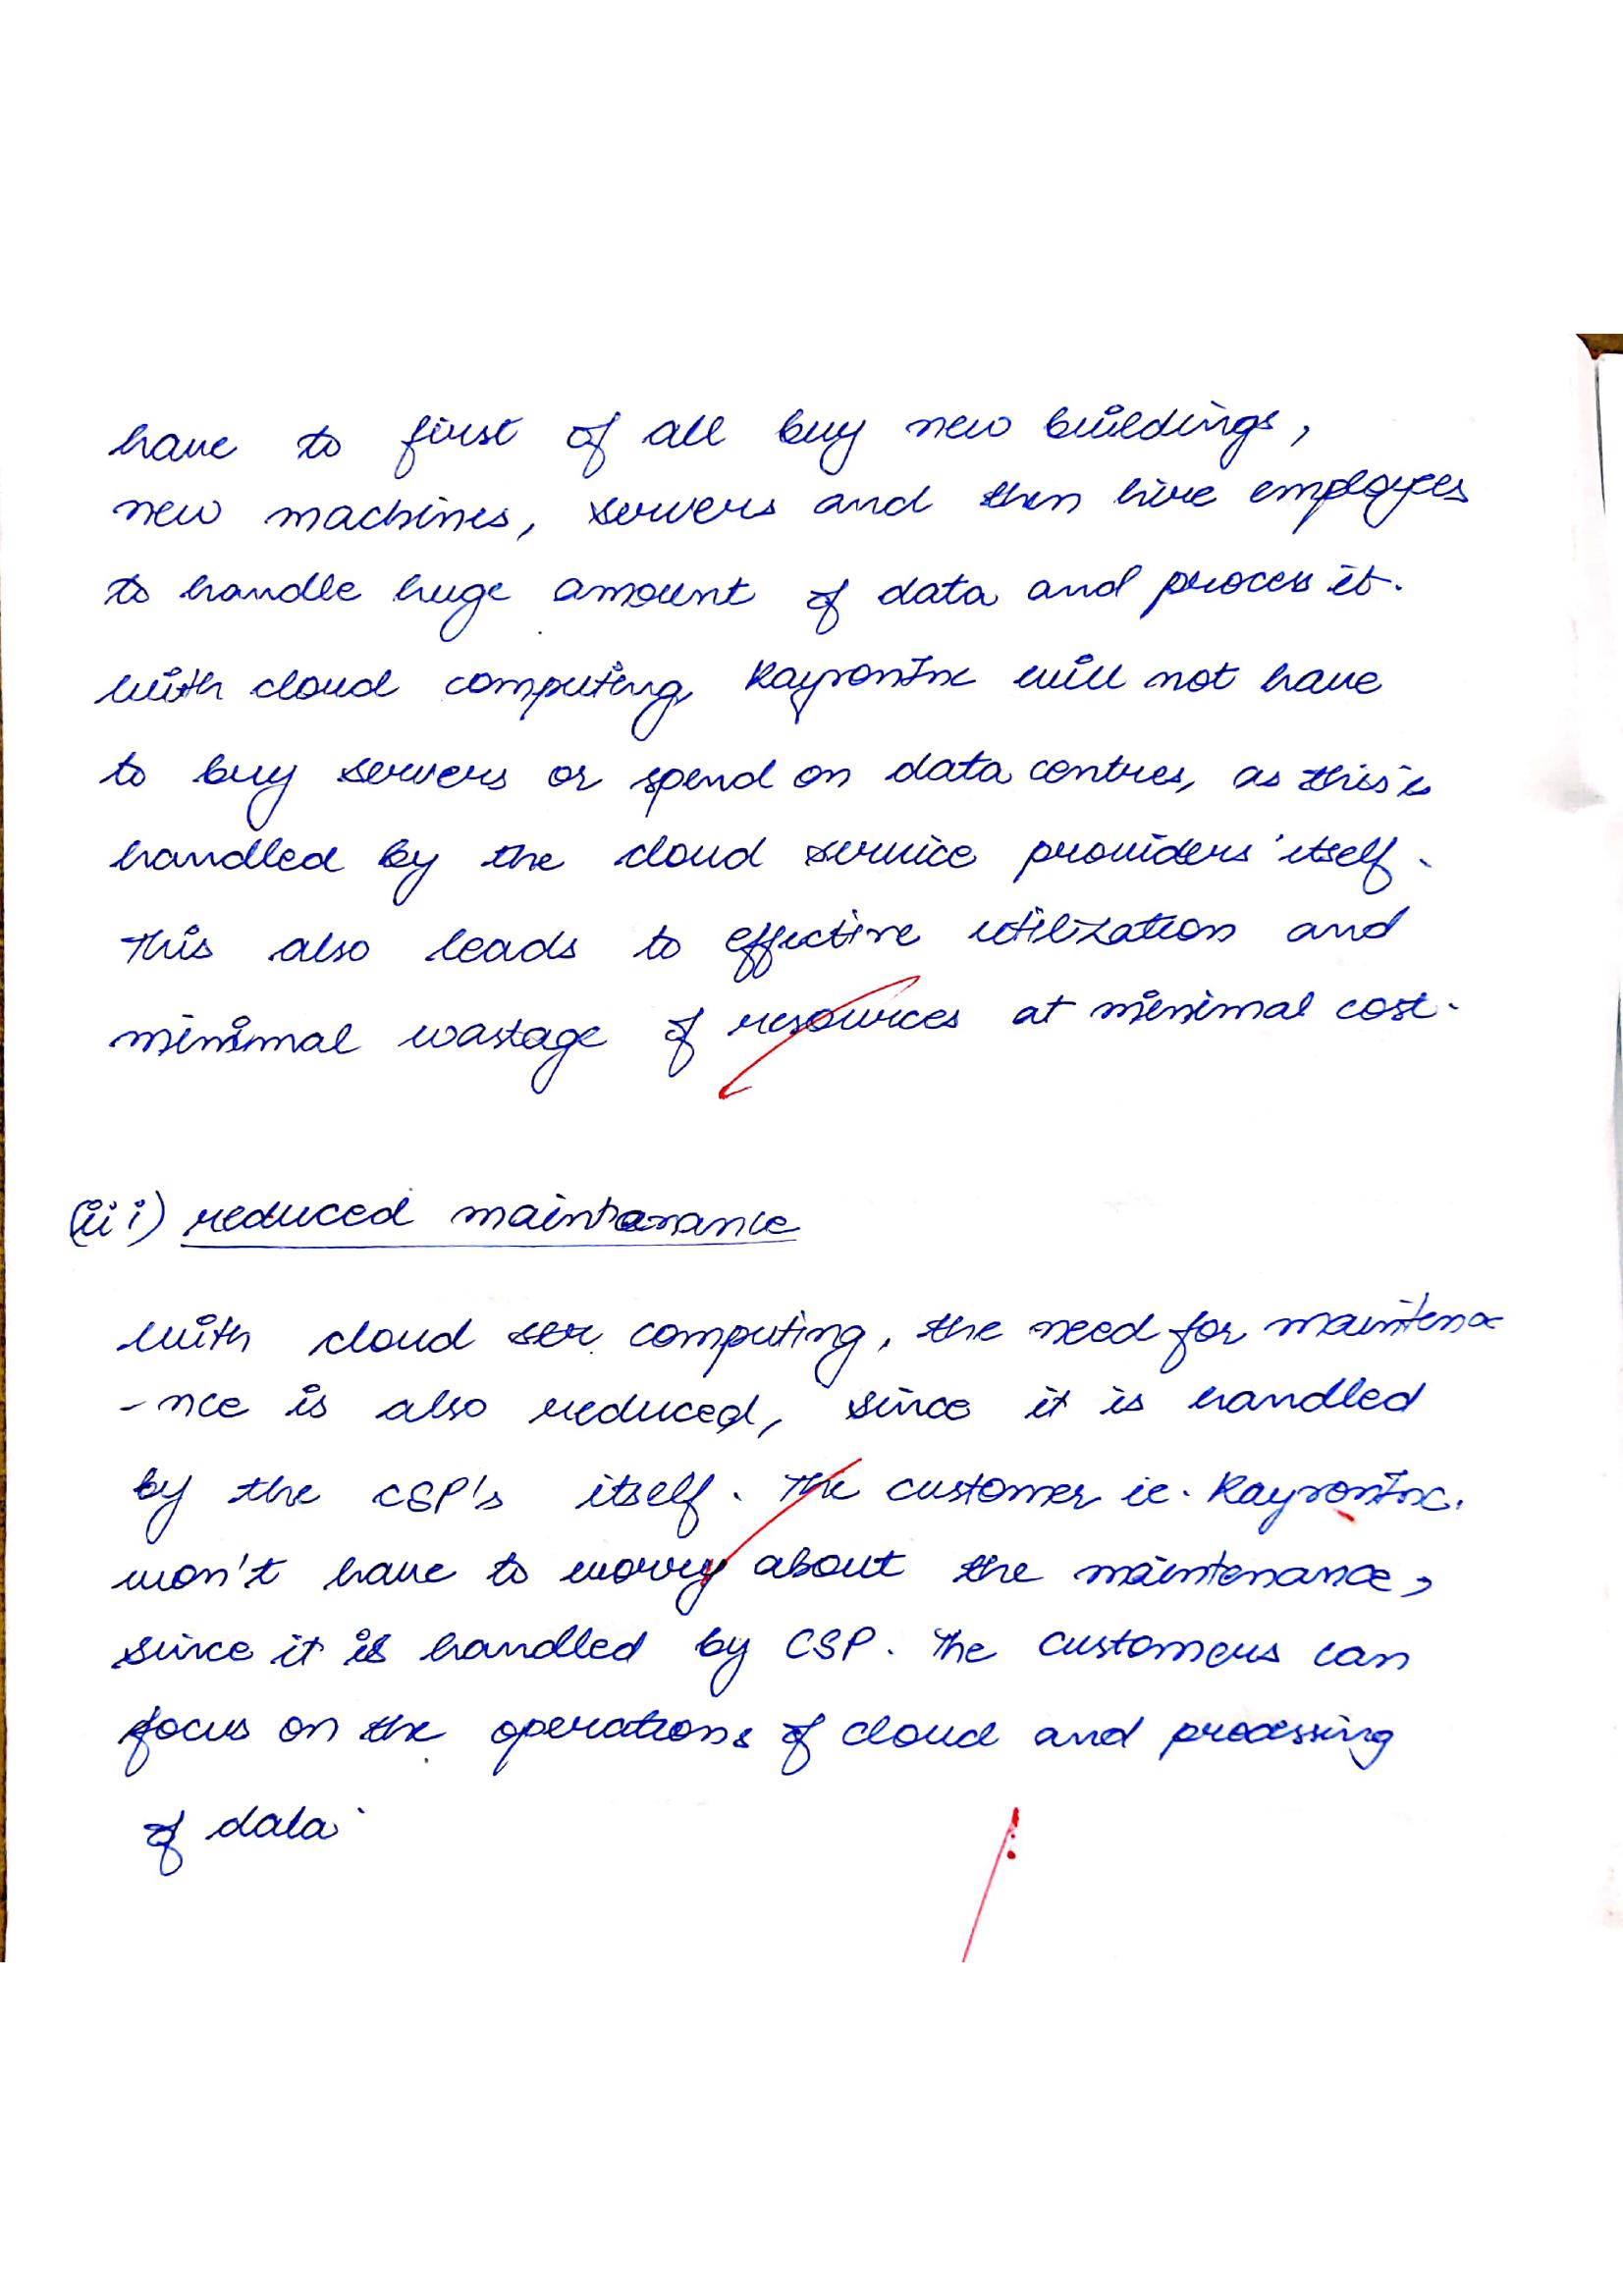 have to first of all buy new buildings,
new machines, servers and then hire employees
to handle huge amount of data and process it.
with cloud computing RayronInc will not have
to buy servers or spend on data centres, as this is
handled by the cloud service providers itself.
This also leads to effective utilization and
minimal wastage of resources at minimal cost.
(iii) reduced maintanance
with cloud ser computing, the need for maintena
-nce is also reduced, since it is handled
by the CSP's itself. The customer ie. RayronInc.
won't have to worry about the maintenance,
since it is handled by CSP. The customers can
focus on the operations of cloud and processing
of data.